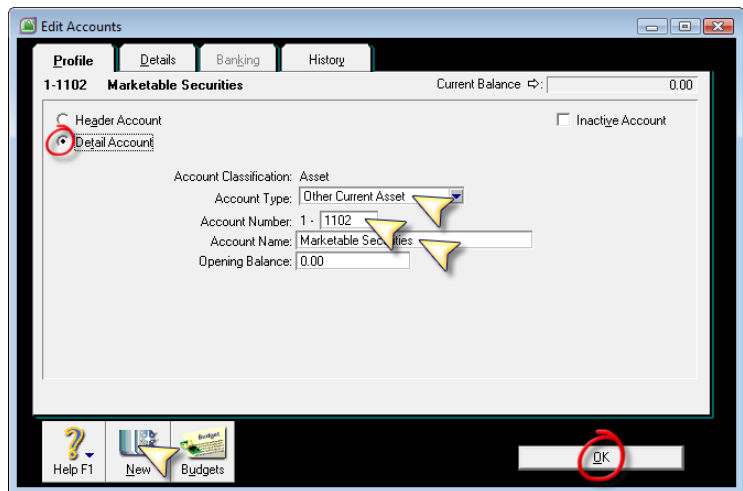 Edit Accounts
Profile Details Banking History
1-1102 Marketable Securities Current Balance ⇨: 0.00
Header Account Inactive Account
Detail Account
Account Classification: Asset
Account Type: Other Current Asset
Account Number: 1 - 1102
Account Name: Marketable Securities
Opening Balance: 0.00
Budget
Help F1 New Budgets OK